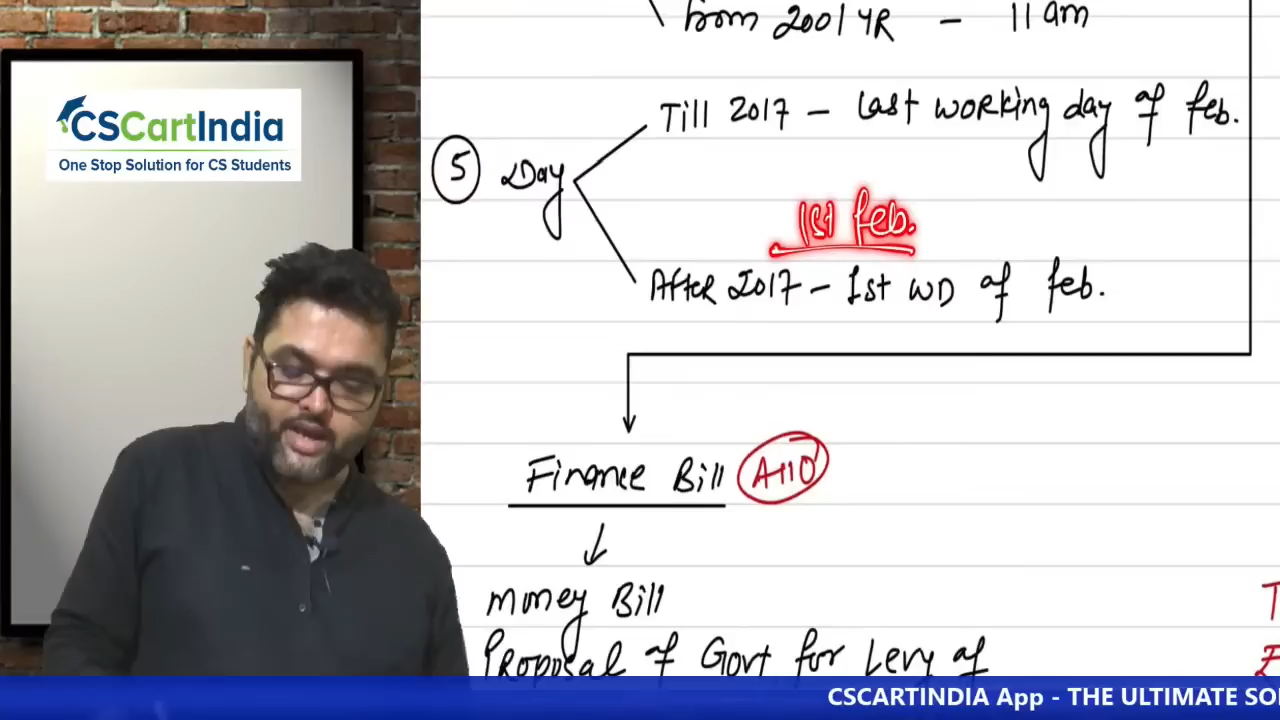 CSCartIndia
One Stop Solution for CS Students
from 2001 YR - 11 am
5 Day
Till 2017 - Last working day of feb.
1st feb.
After 2017 - 1st WD of feb.
Finance Bill A110
Money Bill
Proposal of Govt for Levy of
CSCARTINDIA App - THE ULTIMATE SO